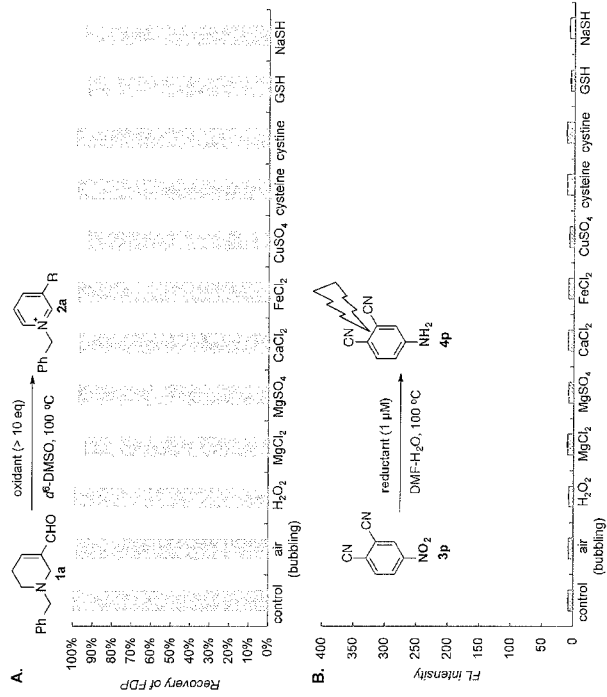 A.
oxidant (> 10 eq)
d⁶-DMSO, 100 ºC
Ph
N
CHO
1a
Ph
N⁺
R
2a
Recovery of FDP
100%
90%
80%
70%
60%
50%
40%
30%
20%
10%
0%
control
air
(bubbling)
H₂O₂
MgCl₂
MgSO₄
CaCl₂
FeCl₂
CuSO₄
cysteine
cystine
GSH
NaSH
B.
reductant (1 µM)
DMF-H₂O, 100 ºC
CN
CN
NO₂
3p
CN
CN
NH₂
4p
FL intensity
400
350
300
250
200
150
100
50
0
control
air
(bubbling)
H₂O₂
MgCl₂
MgSO₄
CaCl₂
FeCl₂
CuSO₄
cysteine
cystine
GSH
NaSH